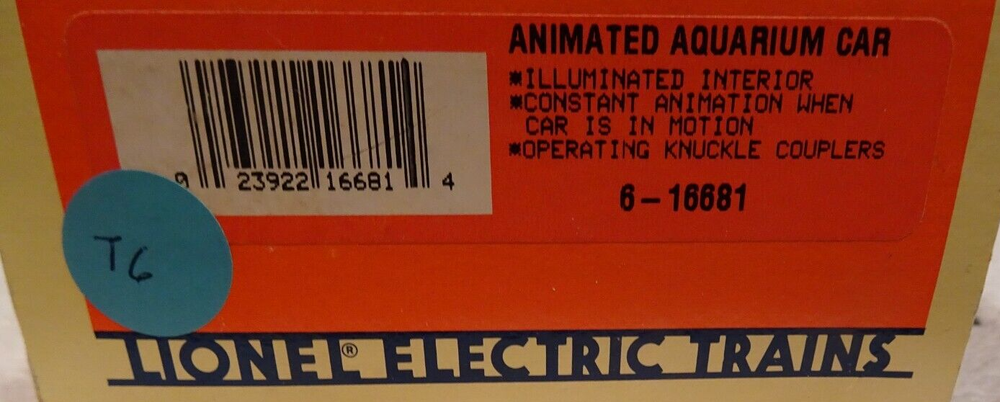 ANIMATED AQUARIUM CAR
*ILLUMINATED INTERIOR
*CONSTANT ANIMATION WHEN
CAR IS IN MOTION
*OPERATING KNUCKLE COUPLERS
6-16681
0 23922 16681 4
T6
LIONEL® ELECTRIC TRAINS